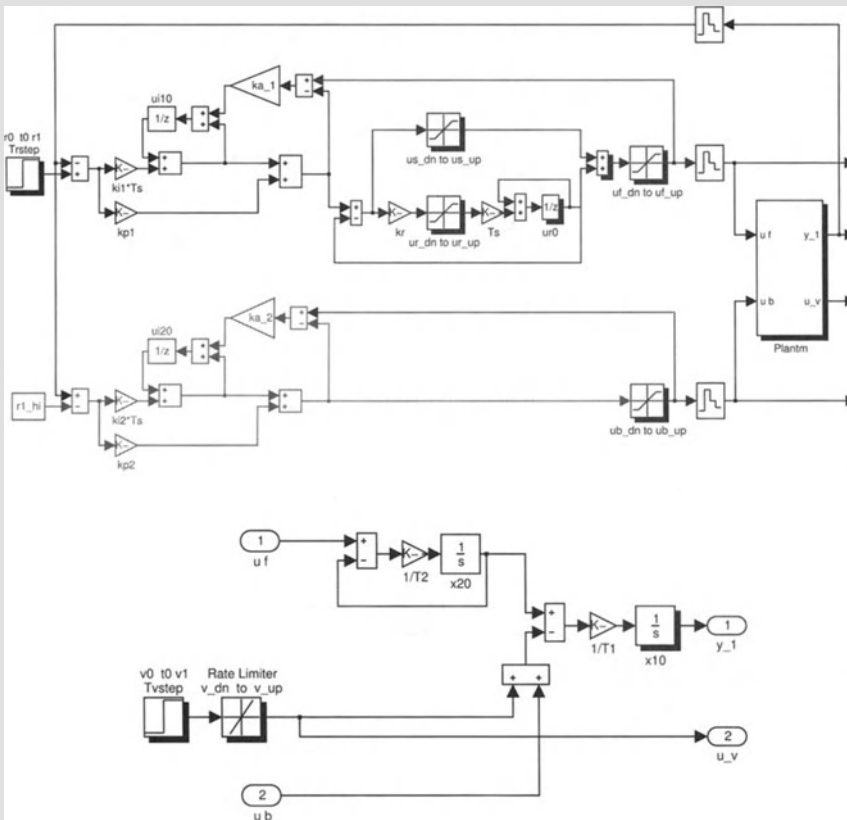 r0 t0 r1
Trstep
ui10
1/z
ka_1
+
+
-
+
-
+
K-
ki1*Ts
+
+
K-
kp1
+
+
us_dn to us_up
+
-
K-
kr
ur_dn to ur_up
K-
Ts
+
+
1/z
ur0
+
+
uf_dn to uf_up
u f
y_1
u b
u_v
Plantm
ui20
1/z
ka_2
+
+
+
-
r1_hi
+
-
K-
ki2*Ts
+
+
K-
kp2
+
+
ub_dn to ub_up
1
u f
+
-
K-
1/T2
1
s
x20
+
-
K-
1/T1
1
s
x10
1
y_1
v0 t0 v1
Tvstep
Rate Limiter
v_dn to v_up
+ +
2
u_v
2
u b